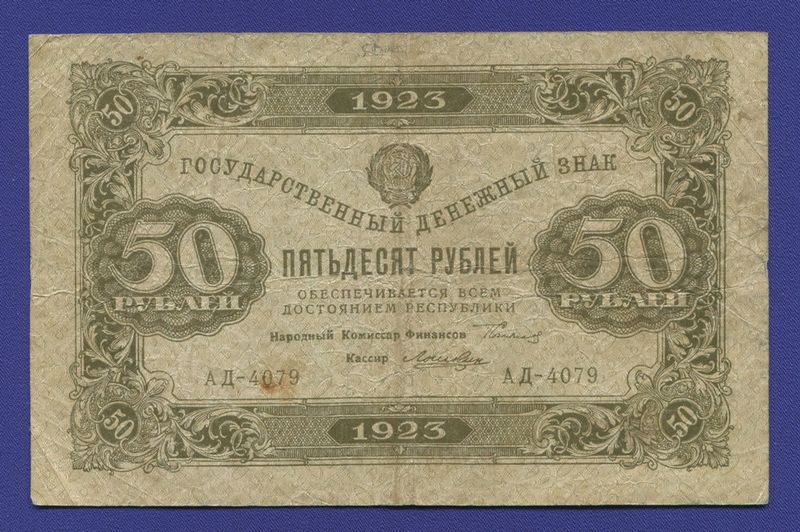 50 1923 50
ГОСУДАРСТВЕННЫЙ ДЕНЕЖНЫЙ ЗНАК
50 РУБЛЕЙ
ПЯТЬДЕСЯТ РУБЛЕЙ
50 РУБЛЕЙ
ОБЕСПЕЧИВАЕТСЯ ВСЕМ
ДОСТОЯНИЕМ РЕСПУБЛИКИ
Народный Комиссар Финансов
Кассир
АД-4079 АД-4079
50 1923 50